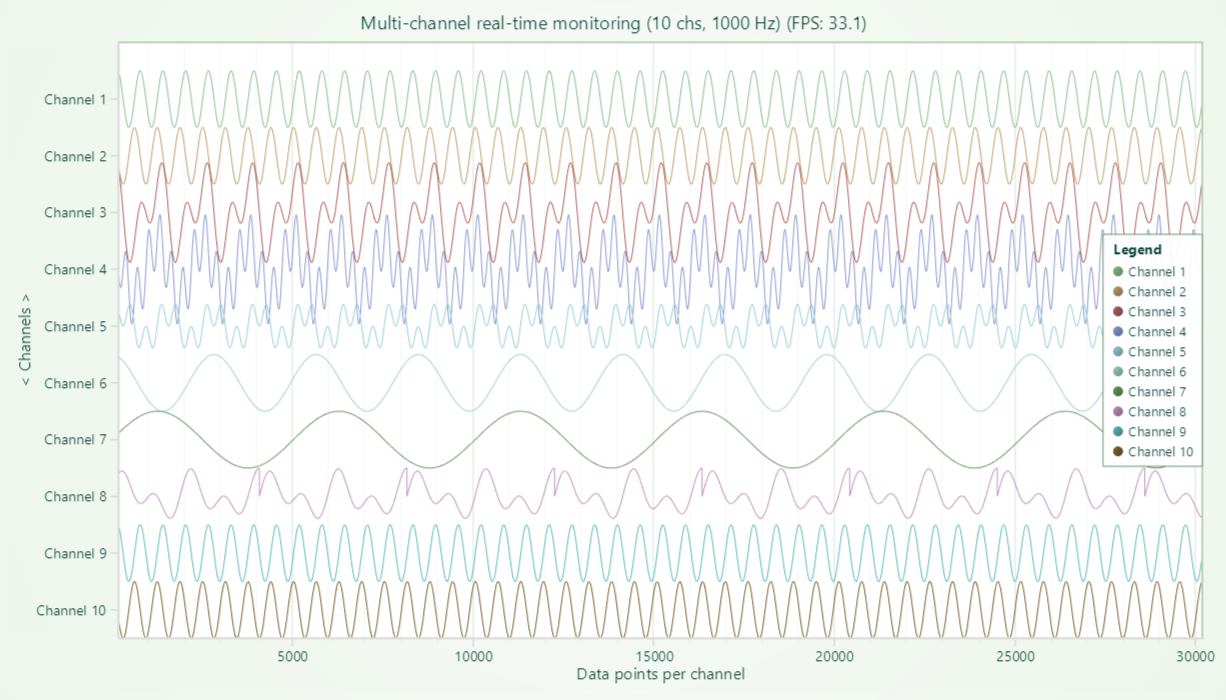 Multi-channel real-time monitoring (10 chs, 1000 Hz) (FPS: 33.1)
Channel 1
Channel 2
Channel 3
Channel 4
Channel 5
Channel 6
Channel 7
Channel 8
Channel 9
Channel 10
< Channels >
Legend
Channel 1
Channel 2
Channel 3
Channel 4
Channel 5
Channel 6
Channel 7
Channel 8
Channel 9
Channel 10
5000 10000 15000 20000 25000 30000
Data points per channel